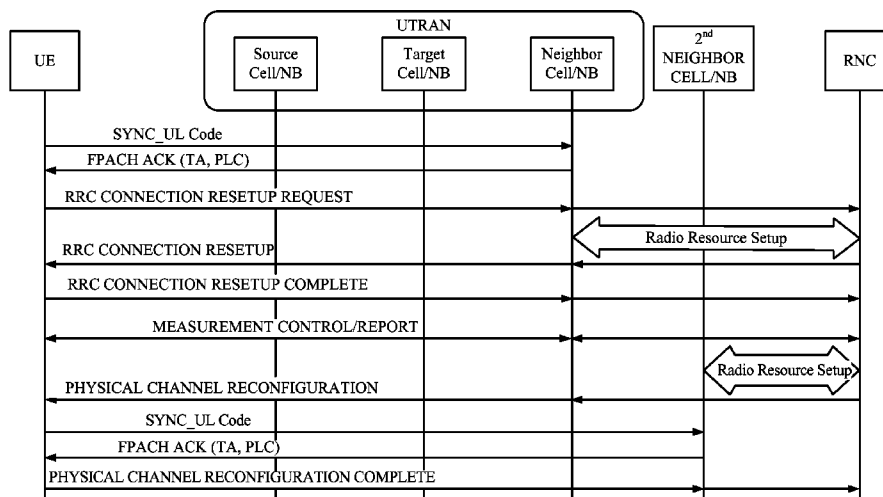 UTRAN
UE
Source
Cell/NB
Target
Cell/NB
Neighbor
Cell/NB
2nd
NEIGHBOR
CELL/NB
RNC
SYNC_UL Code
FPACH ACK (TA, PLC)
RRC CONNECTION RESETUP REQUEST
Radio Resource Setup
RRC CONNECTION RESETUP
RRC CONNECTION RESETUP COMPLETE
MEASUREMENT CONTROL/REPORT
Radio Resource Setup
PHYSICAL CHANNEL RECONFIGURATION
SYNC_UL Code
FPACH ACK (TA, PLC)
PHYSICAL CHANNEL RECONFIGURATION COMPLETE